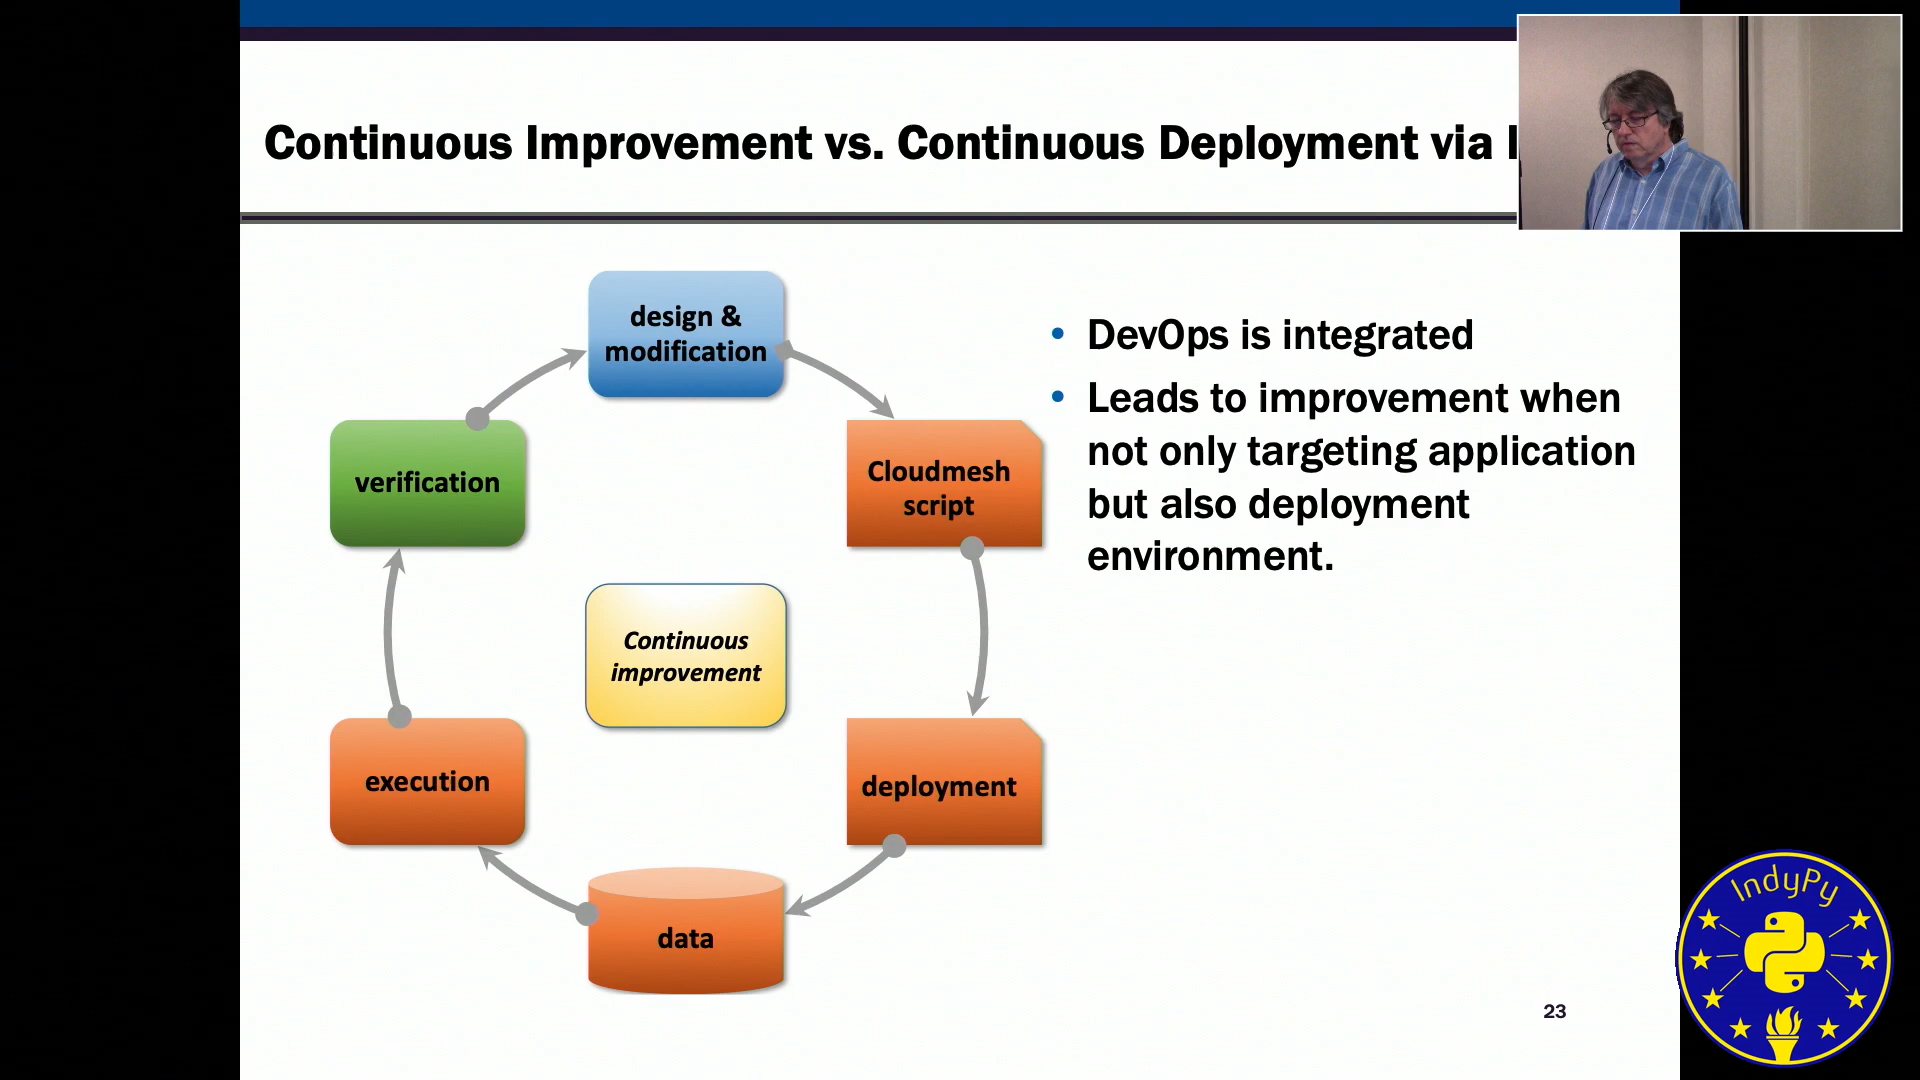 Continuous Improvement vs. Continuous Deployment via
design &
modification
Cloudmesh
script
verification
Continuous
improvement
execution
deployment
data
• DevOps is integrated
• Leads to improvement when
not only targeting application
but also deployment
environment.
23
IndyPy